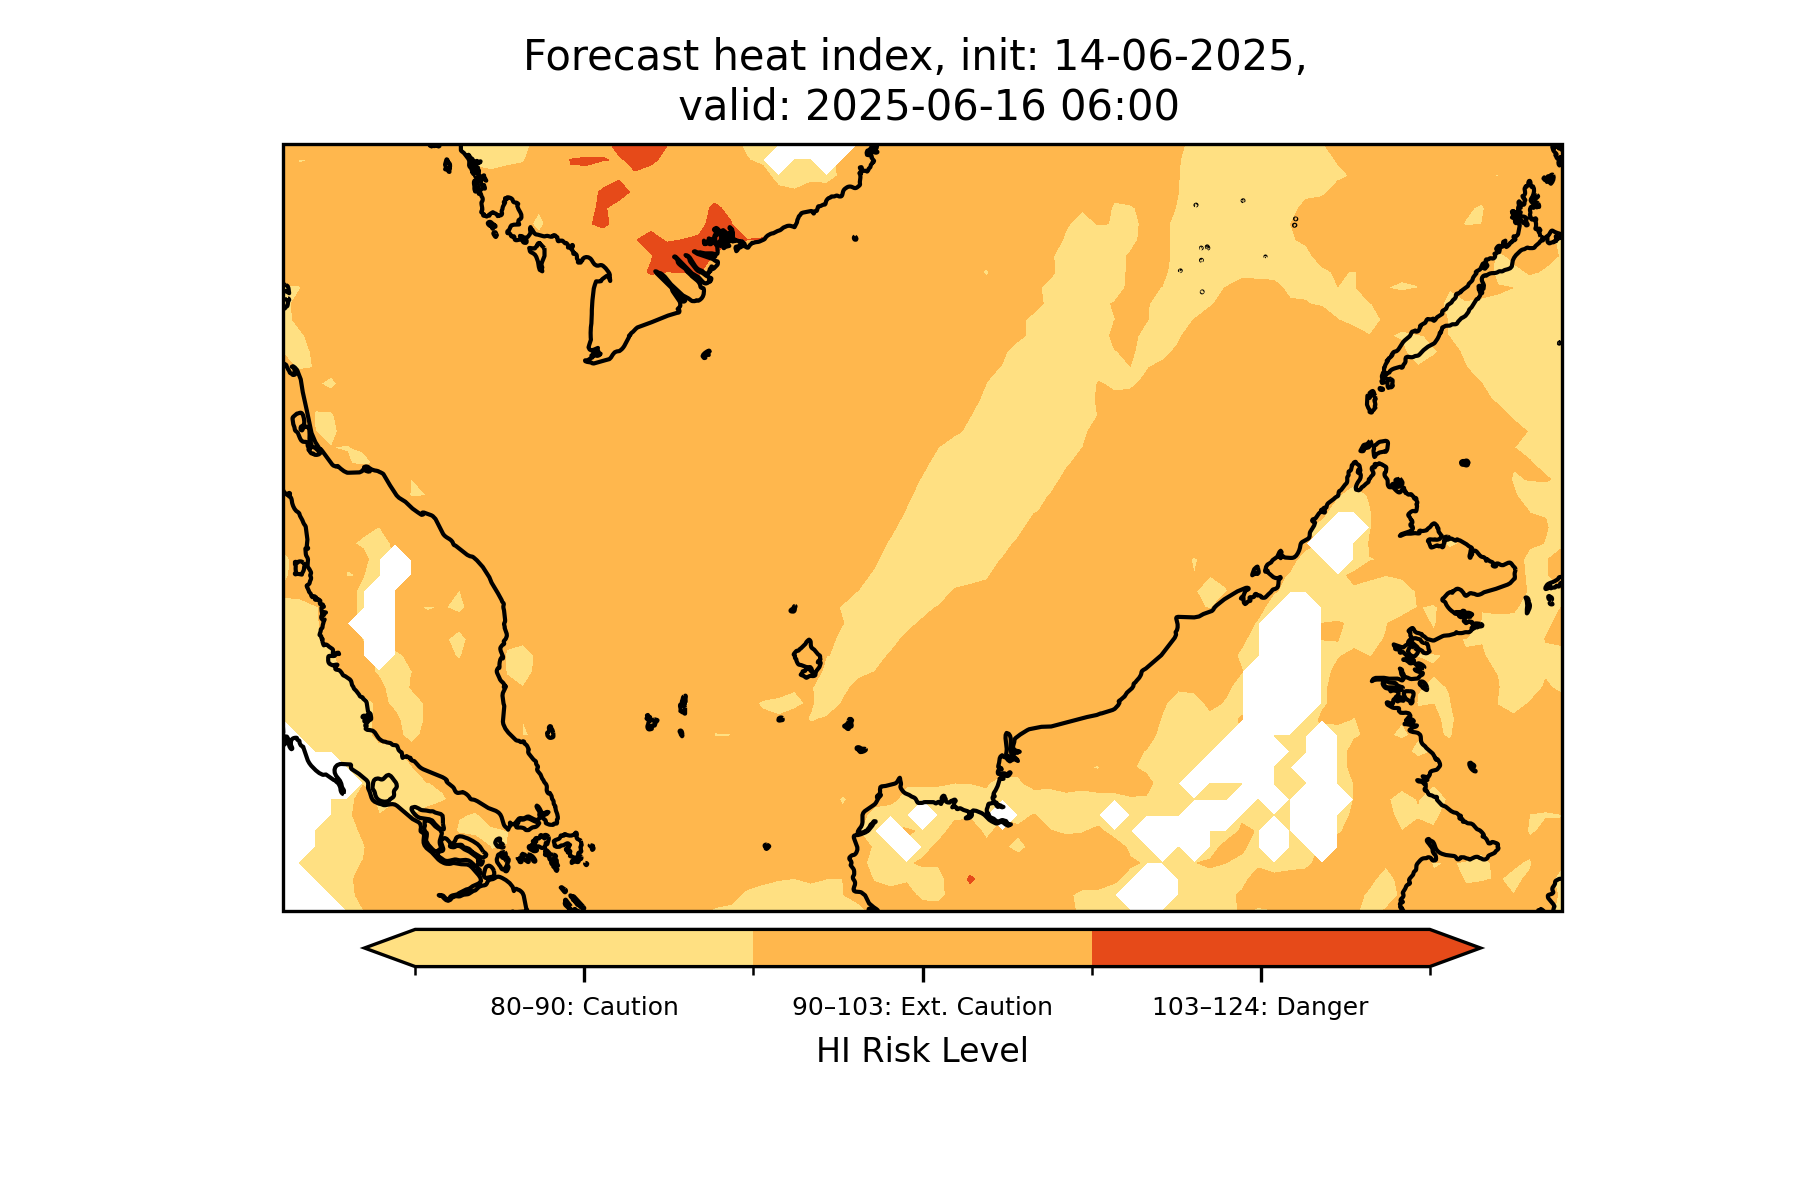 Forecast heat index, init: 14-06-2025,
valid: 2025-06-16 06:00
80–90: Caution
90–103: Ext. Caution
103–124: Danger
HI Risk Level